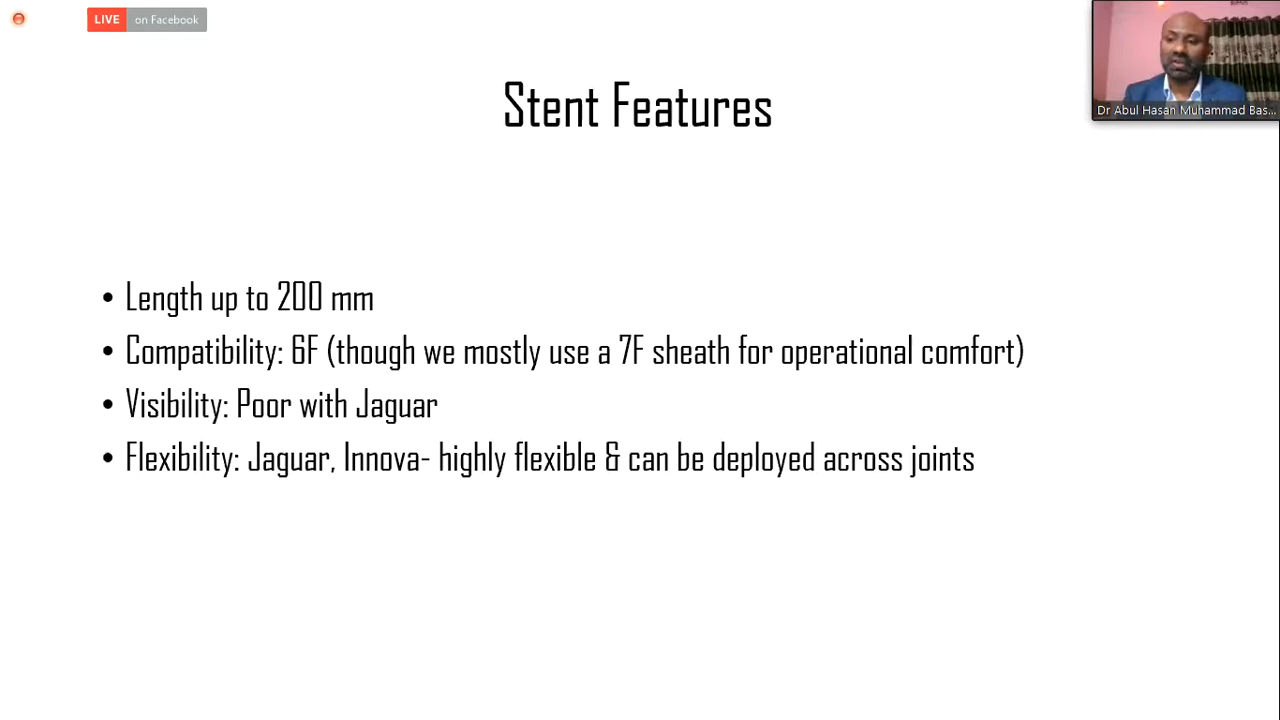 LIVE on Facebook
Dr Abul Hasan Muhammad Bas...
Stent Features
• Length up to 200 mm
• Compatibility: 6F (though we mostly use a 7F sheath for operational comfort)
• Visibility: Poor with Jaguar
• Flexibility: Jaguar, Innova- highly flexible & can be deployed across joints